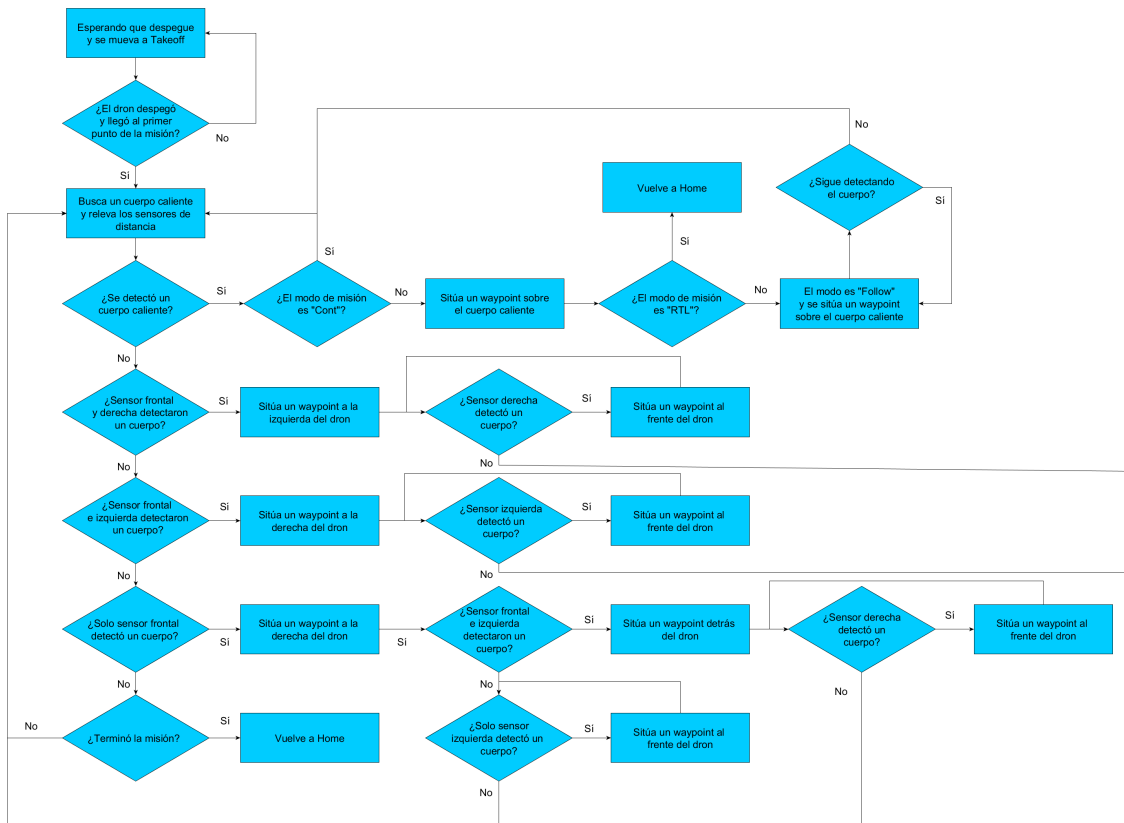 Esperando que despegue
y se mueva a Takeoff
¿El dron despegó
y llegó al primer
punto de la misión?
No
Sí
Busca un cuerpo caliente
y releva los sensores de
distancia
Vuelve a Home
¿Sigue detectando
el cuerpo?
No
Sí
Sí
Sí
¿Se detectó un
cuerpo caliente?
Sí
¿El modo de misión
es "Cont"?
No
Sitúa un waypoint sobre
el cuerpo caliente
¿El modo de misión
es "RTL"?
No
El modo es "Follow"
y se sitúa un waypoint
sobre el cuerpo caliente
No
¿Sensor frontal
y derecha detectaron
un cuerpo?
Sí
Sitúa un waypoint a la
izquierda del dron
¿Sensor derecha
detectó un
cuerpo?
Sí
Sitúa un waypoint al
frente del dron
No
No
¿Sensor frontal
e izquierda detectaron
un cuerpo?
Sí
Sitúa un waypoint a la
derecha del dron
¿Sensor izquierda
detectó un
cuerpo?
Sí
Sitúa un waypoint al
frente del dron
No
No
¿Solo sensor frontal
detectó un cuerpo?
Sí
Sitúa un waypoint a la
derecha del dron
Sí
¿Sensor frontal
e izquierda
detectaron un
cuerpo?
Sí
Sitúa un waypoint detrás
del dron
¿Sensor derecha
detectó un
cuerpo?
Sí
Sitúa un waypoint al
frente del dron
No
No
No
No
¿Terminó la misión?
Sí
Vuelve a Home
¿Solo sensor
izquierda detectó un
cuerpo?
Sí
Sitúa un waypoint al
frente del dron
No